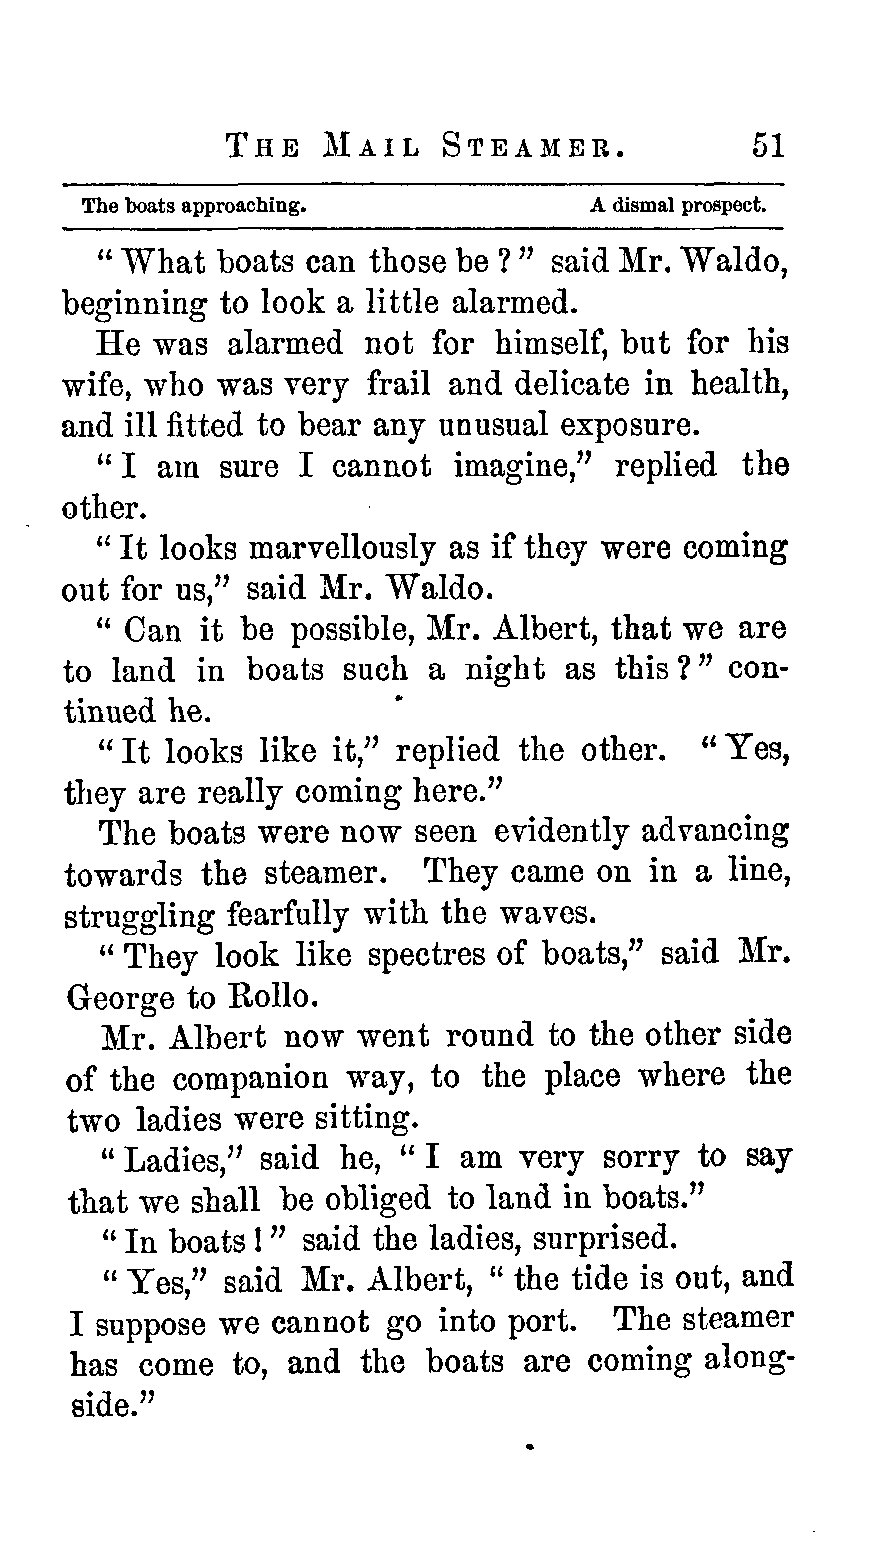 THE MAIL STEAMER. 51
The boats approaching. A dismal prospect.
“What boats can those be?” said Mr. Waldo,
beginning to look a little alarmed.
He was alarmed not for himself, but for his
wife, who was very frail and delicate in health,
and ill fitted to bear any unusual exposure.
“I am sure I cannot imagine,” replied the
other.
“It looks marvellously as if they were coming
out for us,” said Mr. Waldo.
“Can it be possible, Mr. Albert, that we are
to land in boats such a night as this?” con-
tinued he.
“It looks like it,” replied the other. “Yes,
they are really coming here.”
The boats were now seen evidently advancing
towards the steamer. They came on in a line,
struggling fearfully with the waves.
“They look like spectres of boats,” said Mr.
George to Rollo.
Mr. Albert now went round to the other side
of the companion way, to the place where the
two ladies were sitting.
“Ladies,” said he, “I am very sorry to say
that we shall be obliged to land in boats.”
“In boats!” said the ladies, surprised.
“Yes,” said Mr. Albert, “the tide is out, and
I suppose we cannot go into port. The steamer
has come to, and the boats are coming along-
side.”